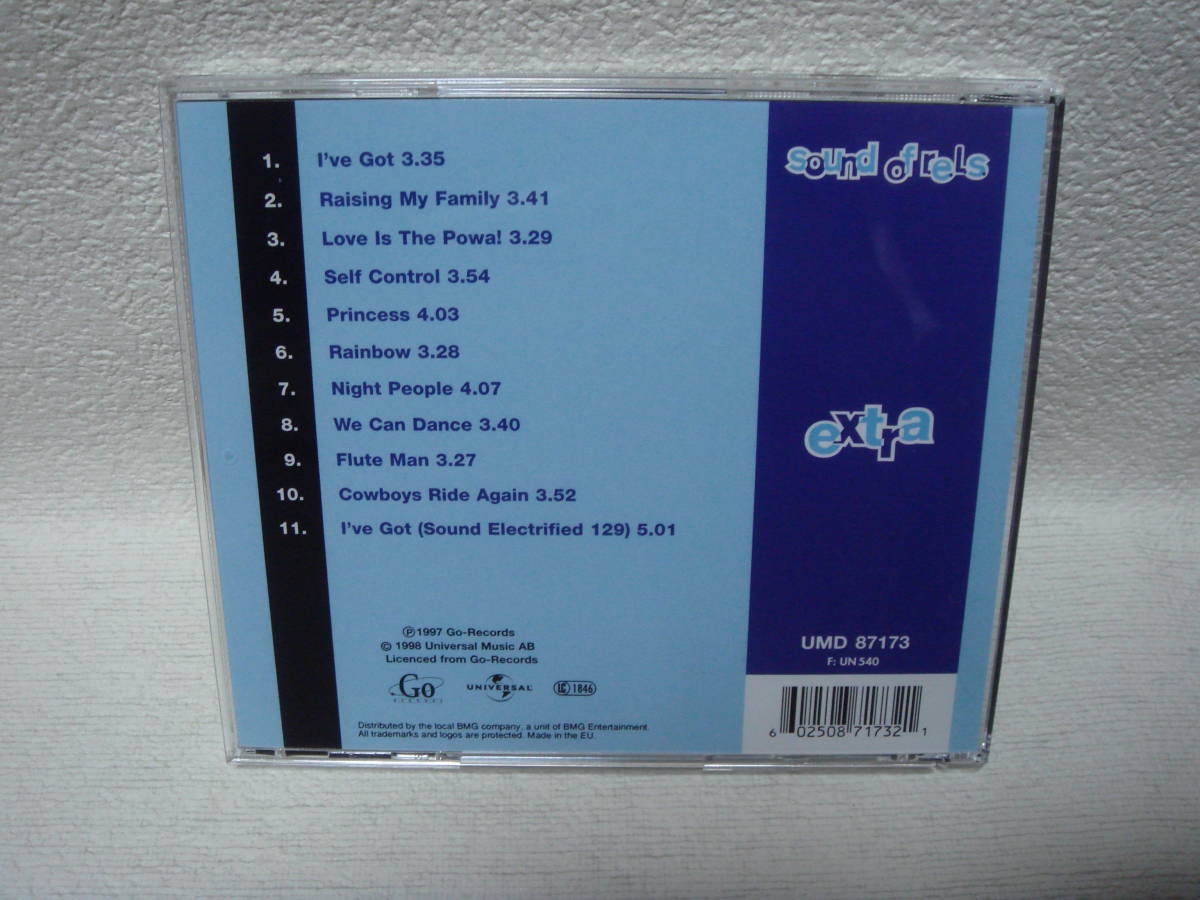 1. I've Got 3.35
2. Raising My Family 3.41
3. Love Is The Powa! 3.29
4. Self Control 3.54
5. Princess 4.03
6. Rainbow 3.28
7. Night People 4.07
8. We Can Dance 3.40
9. Flute Man 3.27
10. Cowboys Ride Again 3.52
11. I've Got (Sound Electrified 129) 5.01
sound of rels
extra
℗1997 Go-Records
© 1998 Universal Music AB
Licenced from Go-Records
Go
RECORDS
UNIVERSAL
LC 1846
Distributed by the local BMG company, a unit of BMG Entertainment.
All trademarks and logos are protected. Made in the EU.
UMD 87173
F: UN 540
6 02508 71732 1